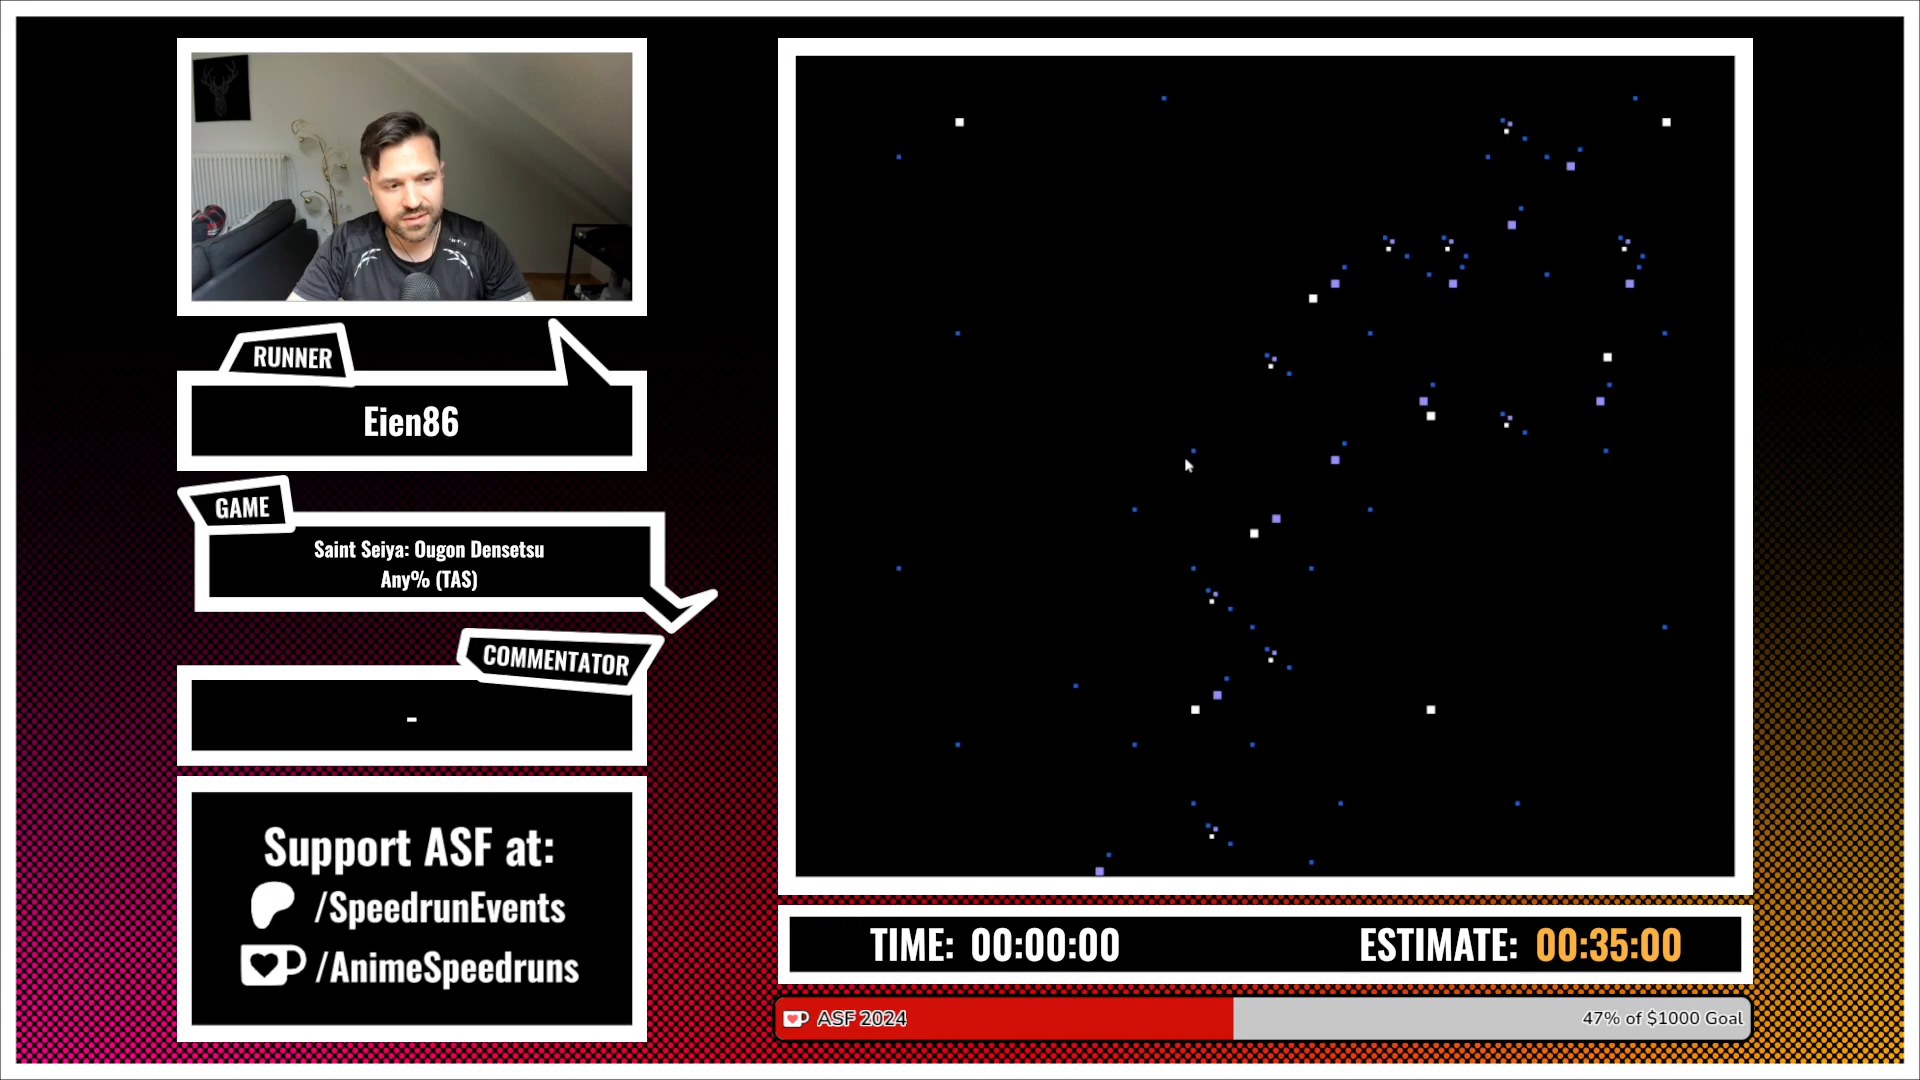 RUNNER
Eien86
GAME
Saint Seiya: Ougon Densetsu
Any% (TAS)
COMMENTATOR
-
Support ASF at:
/SpeedrunEvents
/AnimeSpeedruns
TIME: 00:00:00
ESTIMATE: 00:35:00
ASF 2024
47% of $1000 Goal